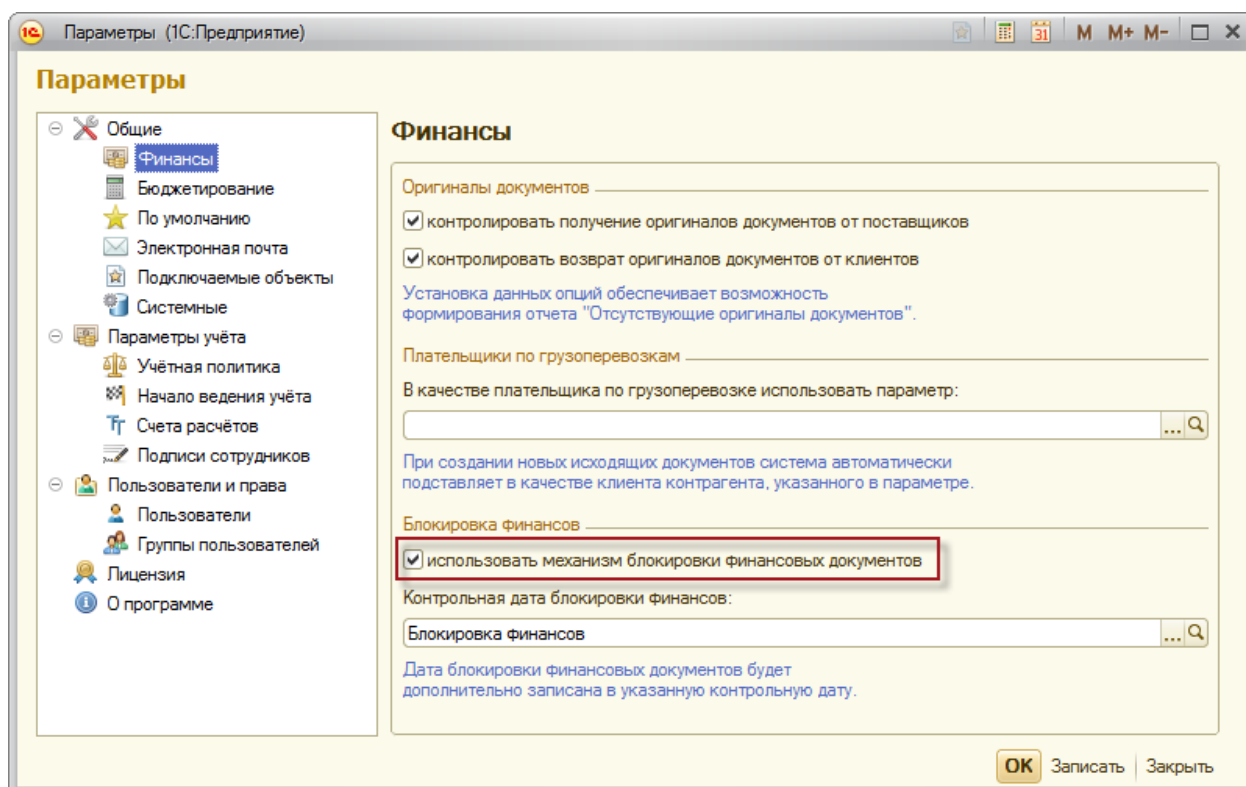 Параметры (1С:Предприятие)
31 M M+ M-
Параметры
Общие
Финансы
Бюджетирование
По умолчанию
Электронная почта
Подключаемые объекты
Системные
Параметры учёта
Учётная политика
Начало ведения учёта
Счета расчётов
Подписи сотрудников
Пользователи и права
Пользователи
Группы пользователей
Лицензия
О программе
Финансы
Оригиналы документов
контролировать получение оригиналов документов от поставщиков
контролировать возврат оригиналов документов от клиентов
Установка данных опций обеспечивает возможность
формирования отчета "Отсутствующие оригиналы документов".
Плательщики по грузоперевозкам
В качестве плательщика по грузоперевозке использовать параметр:
...
При создании новых исходящих документов система автоматически
подставляет в качестве клиента контрагента, указанного в параметре.
Блокировка финансов
использовать механизм блокировки финансовых документов
Контрольная дата блокировки финансов:
Блокировка финансов ...
Дата блокировки финансовых документов будет
дополнительно записана в указанную контрольную дату.
OK Записать Закрыть